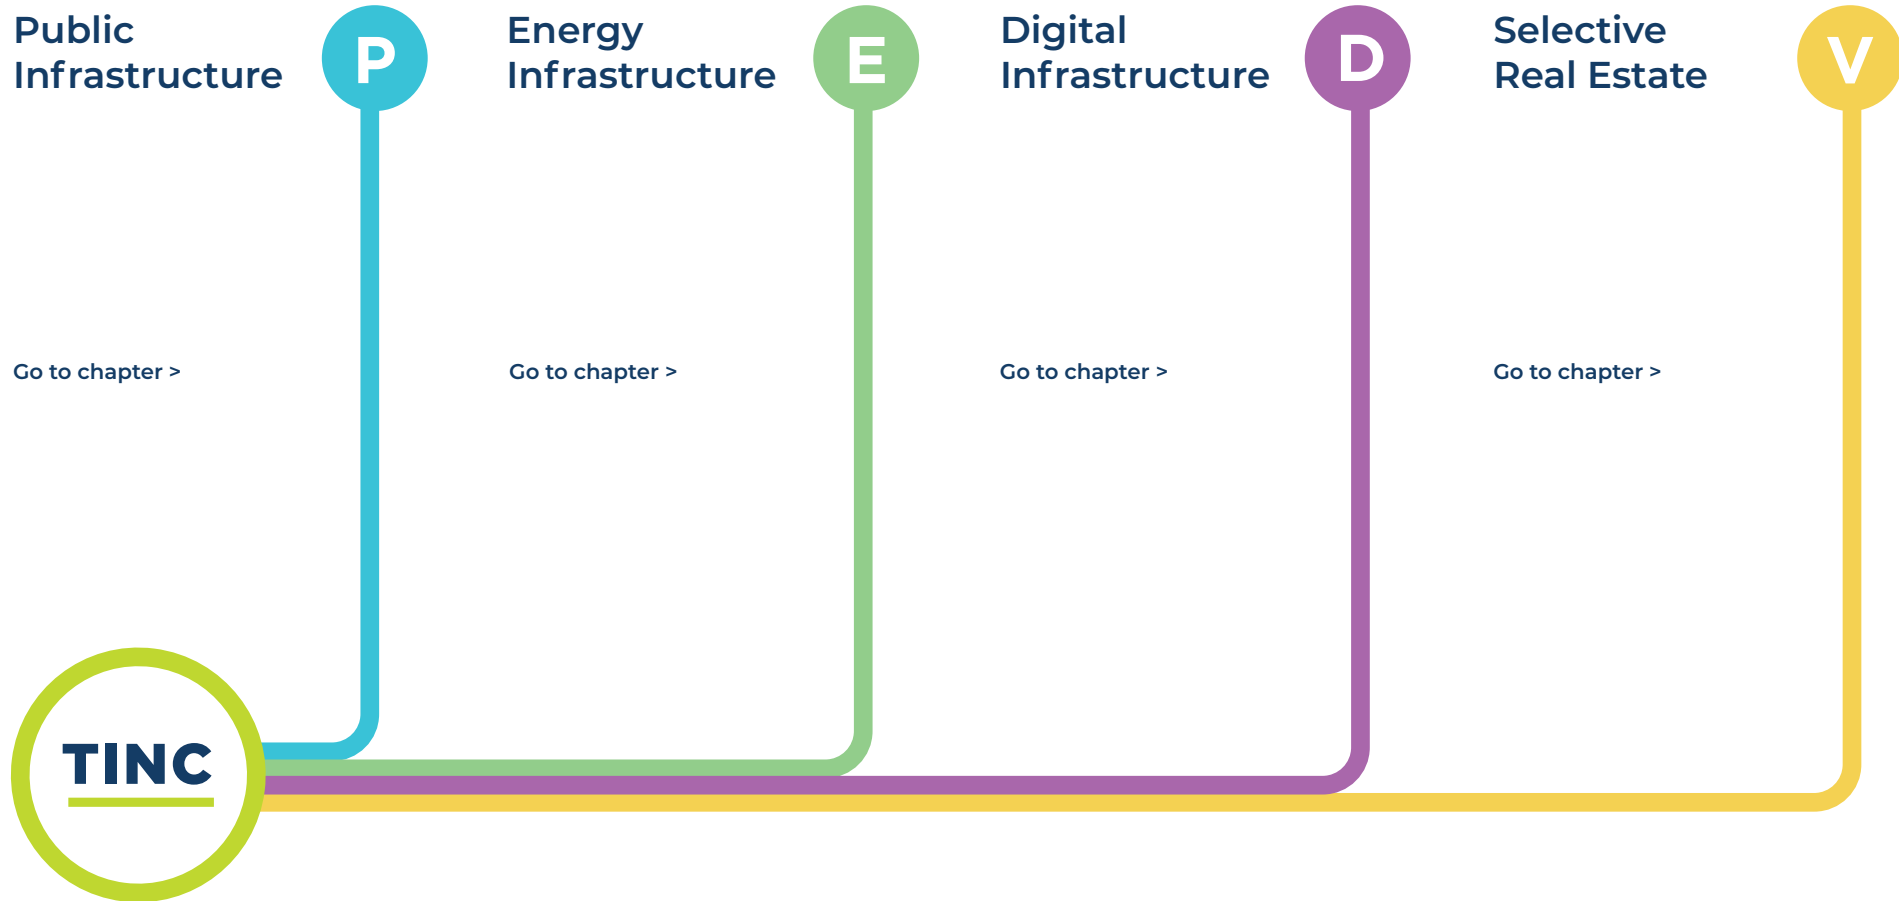 Public
Infrastructure
P
Energy
Infrastructure
E
Digital
Infrastructure
D
Selective
Real Estate
V
Go to chapter >
Go to chapter >
Go to chapter >
Go to chapter >
TINC